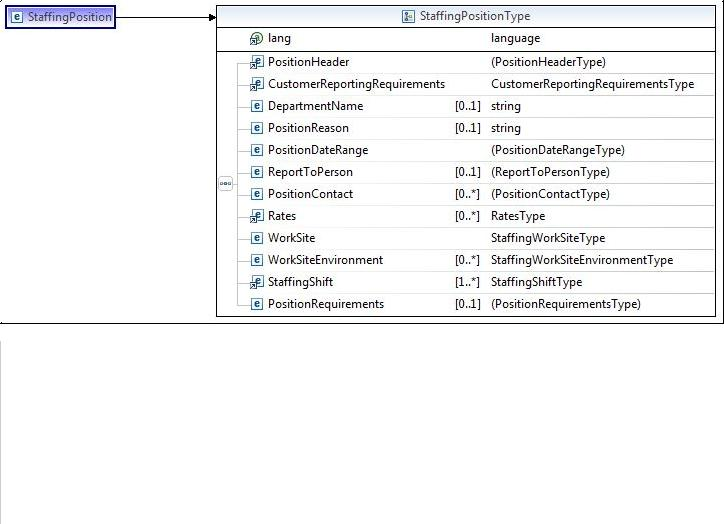 e StaffingPosition
StaffingPositionType
a lang language
e PositionHeader (PositionHeaderType)
e CustomerReportingRequirements CustomerReportingRequirementsType
e DepartmentName [0..1] string
e PositionReason [0..1] string
e PositionDateRange (PositionDateRangeType)
e ReportToPerson [0..1] (ReportToPersonType)
e PositionContact [0..*] (PositionContactType)
e Rates [0..*] RatesType
e WorkSite StaffingWorkSiteType
e WorkSiteEnvironment [0..*] StaffingWorkSiteEnvironmentType
e StaffingShift [1..*] StaffingShiftType
e PositionRequirements [0..1] (PositionRequirementsType)